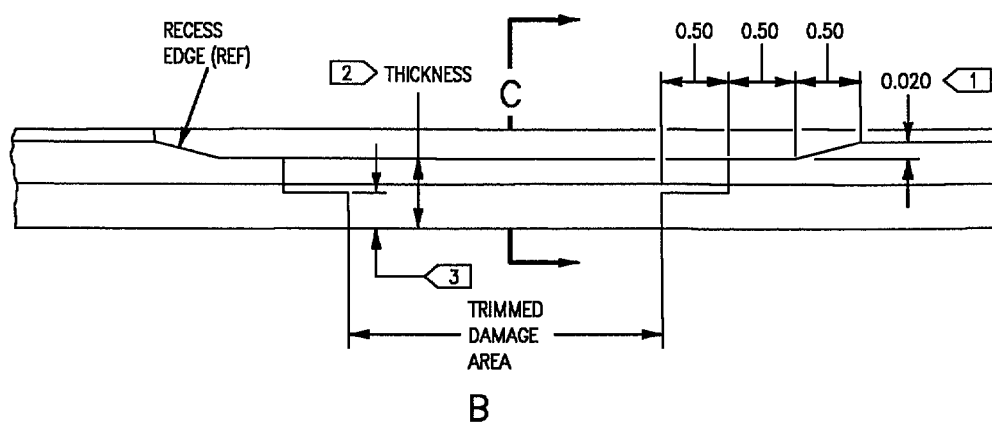 RECESS
EDGE (REF)
2 THICKNESS
C
0.50 0.50 0.50
0.020 1
3
TRIMMED
DAMAGE
AREA
B